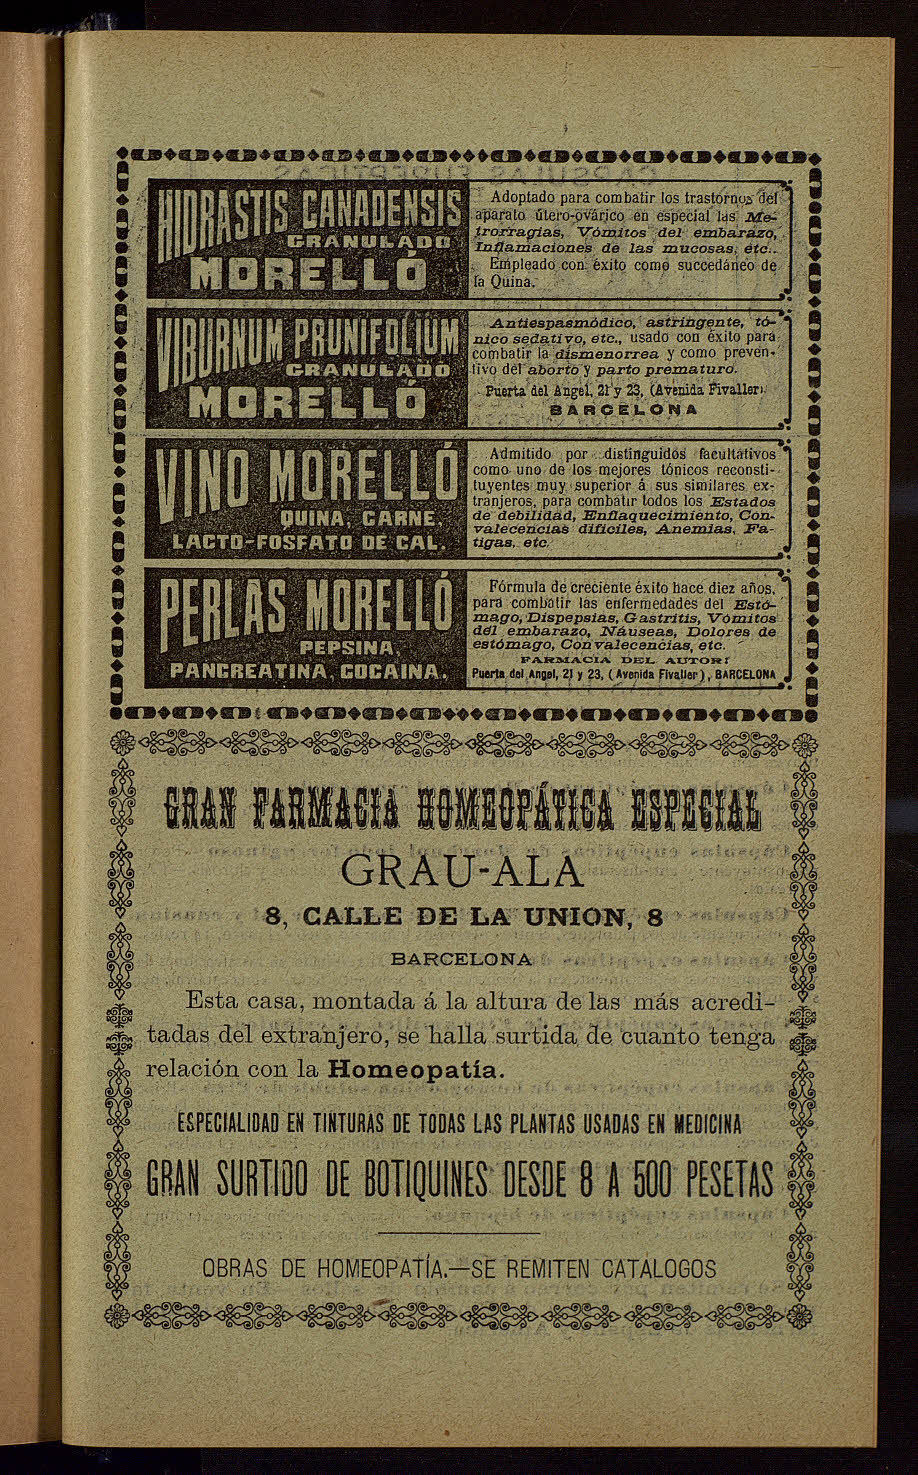 HIDRASTIS CANADENSIS
GRANULADO
MORELLÓ
Adoptado para combatir los trastornos del
aparato útero-ovárico en especial las Me-
trorragias, Vómitos del embarazo,
Inflamaciones de las mucosas, etc..
Empleado con éxito como succedáneo de
la Quina.
VIBURNUM PRUNIFOLIUM
GRANULADO
MORELLÓ
Antiespasmódico, astringente, tó-
nico sedativo, etc., usado con éxito para
combatir la dismenorrea y como preven-
tivo del aborto y parto prematuro.
Puerta del Angel, 21 y 23, (Avenida Fivaller)
BARCELONA
VINO MORELLÓ
QUINA, CARNE,
LACTO-FOSFATO DE CAL.
Admitido por distinguidos facultativos
como uno de los mejores tónicos reconsti-
tuyentes muy superior á sus similares ex-
tranjeros, para combatir todos los Estados
de debilidad, Enflaquecimiento, Con-
valecencias difíciles, Anemias, Fa-
tigas, etc.
PERLAS MORELLÓ
PEPSINA,
PANCREATINA, COCAINA.
Fórmula de creciente éxito hace diez años,
para combatir las enfermedades del Estó-
mago, Dispepsias, Gastritis, Vómitos
del embarazo, Náuseas, Dolores de
estómago, Convalecencias, etc.
FARMACIA DEL AUTOR:
Puerta del Angel, 21 y 23, (Avenida Fivaller), BARCELONA
GRAN FARMACIA HOMEOPÁTICA ESPECIAL
GRAU-ALA
8, CALLE DE LA UNION, 8
BARCELONA
Esta casa, montada á la altura de las más acredi-
tadas del extranjero, se halla surtida de cuanto tenga
relación con la Homeopatía.
ESPECIALIDAD EN TINTURAS DE TODAS LAS PLANTAS USADAS EN MEDICINA
GRAN SURTIDO DE BOTIQUINES DESDE 8 A 500 PESETAS
OBRAS DE HOMEOPATÍA.—SE REMITEN CATÁLOGOS